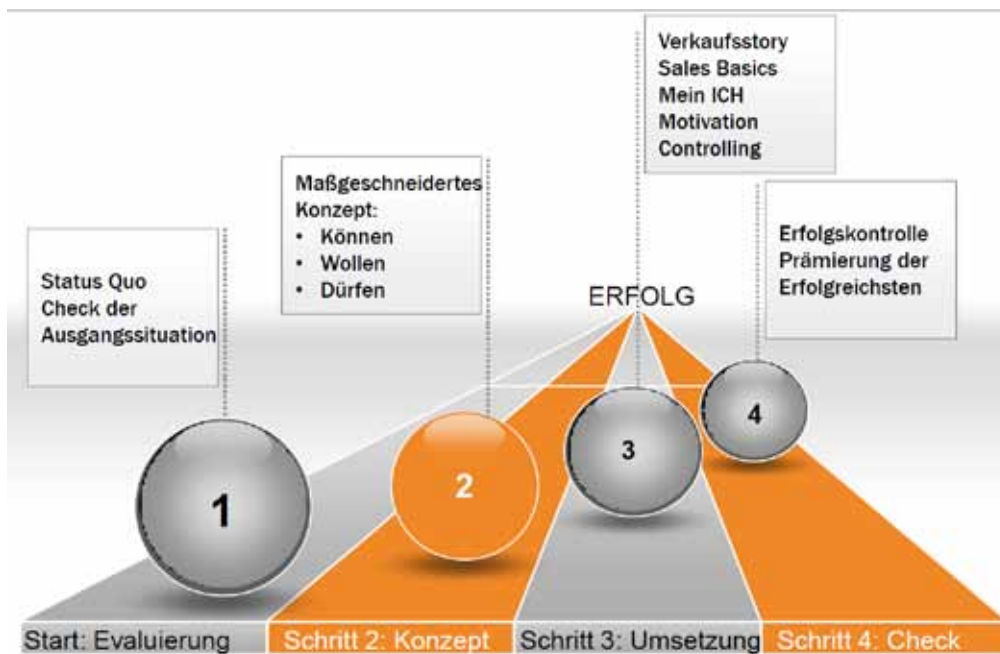 Status Quo
Check der
Ausgangssituation
Maßgeschneidertes
Konzept:
• Können
• Wollen
• Dürfen
Verkaufsstory
Sales Basics
Mein ICH
Motivation
Controlling
Erfolgskontrolle
Prämierung der
Erfolgreichsten
ERFOLG
1
2
3
4
Start: Evaluierung
Schritt 2: Konzept
Schritt 3: Umsetzung
Schritt 4: Check